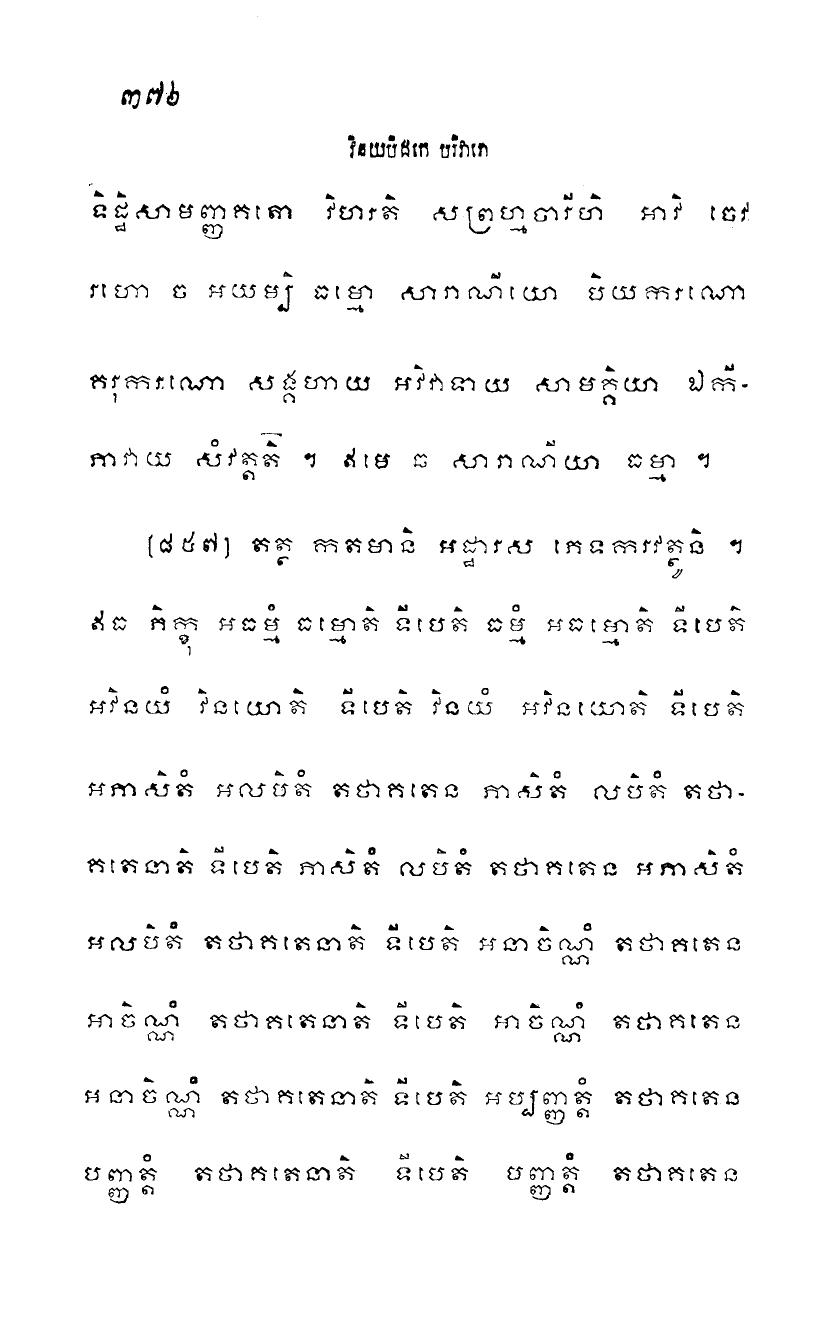 ៣៧៦
វិនយបិដកេ បរិវារោ
ទិដ្ឋិសាមញ្ញគតោ វិហរតិ សព្រហ្មចារីហិ អាវិ ចេវ
រហោ ច អយម្បិ ធម្មោ សារាណីយោ បិយករណោ
គរុករណោ សង្គហាយ អវិវាទាយ សាមគ្គិយា ឯកី-
ភាវាយ សំវត្តតិ ។ ឥមេ ឆ សារាណីយា ធម្មា ។
[៨៥៧] តត្ថ កតមានិ អដ្ឋារស ភេទករវត្ថូនិ ។
ឥធ ភិក្ខុ អធម្មំ ធម្មោតិ ទីបេតិ ធម្មំ អធម្មោតិ ទីបេតិ
អវិនយំ វិនយោតិ ទីបេតិ វិនយំ អវិនយោតិ ទីបេតិ
អភាសិតំ អលបិតំ តថាគតេន ភាសិតំ លបិតំ តថា-
គតេនាតិ ទីបេតិ ភាសិតំ លបិតំ តថាគតេន អភាសិតំ
អលបិតំ តថាគតេនាតិ ទីបេតិ អនាចិណ្ណំ តថាគតេន
អាចិណ្ណំ តថាគតេនាតិ ទីបេតិ អាចិណ្ណំ តថាគតេន
អនាចិណ្ណំ តថាគតេនាតិ ទីបេតិ អប្បញ្ញត្តំ តថាគតេន
បញ្ញត្តំ តថាគតេនាតិ ទីបេតិ បញ្ញត្តំ តថាគតេន